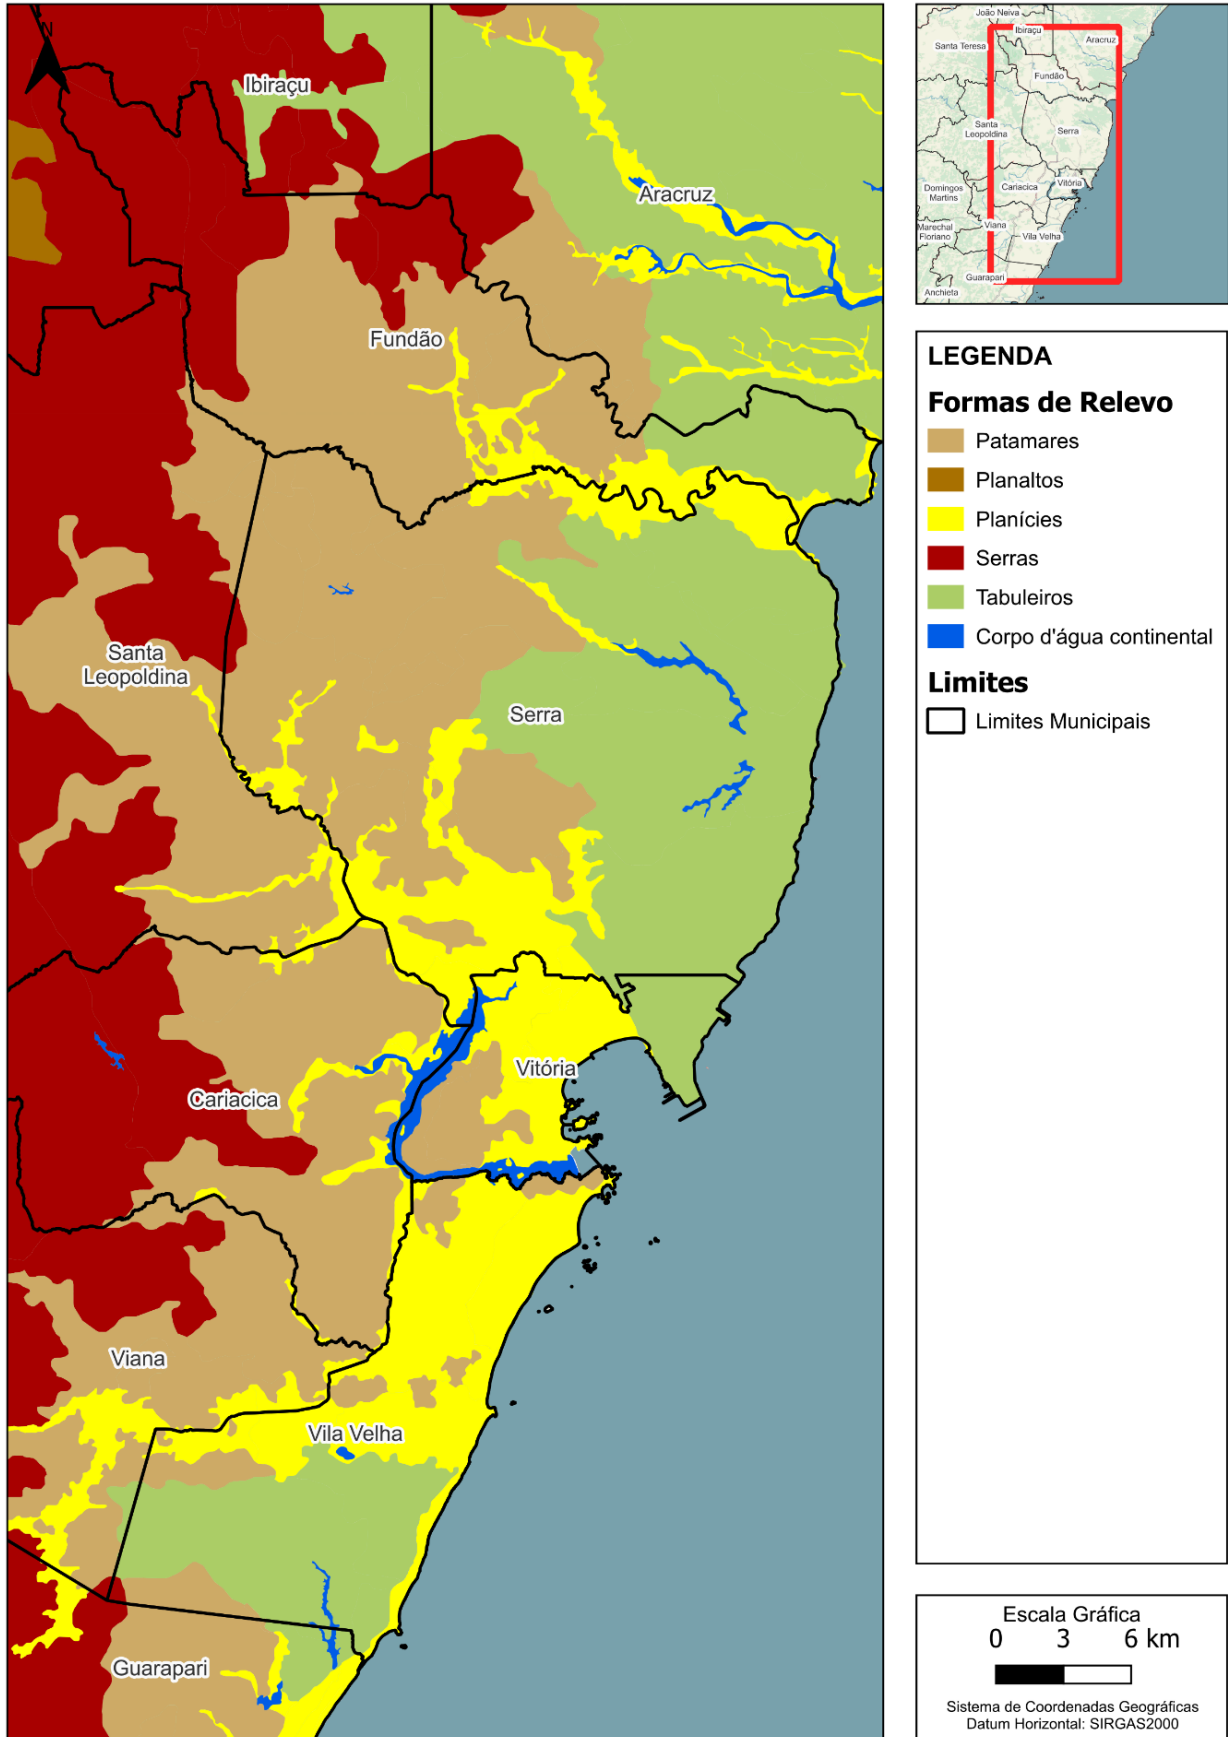 N
Ibiraçu
Aracruz
Fundão
Santa
Leopoldina
Serra
Vitória
Cariacica
Viana
Vila Velha
Guarapari
João Neiva
Ibiraçu
Santa Teresa
Aracruz
Fundão
Santa
Leopoldina
Serra
Domingos
Martins
Cariacica
Vitória
Marechal
Floriano
Viana
Vila Velha
Guarapari
Anchieta
LEGENDA
Formas de Relevo
Patamares
Planaltos
Planícies
Serras
Tabuleiros
Corpo d'água continental
Limites
Limites Municipais
Escala Gráfica
0 3 6 km
Sistema de Coordenadas Geográficas
Datum Horizontal: SIRGAS2000